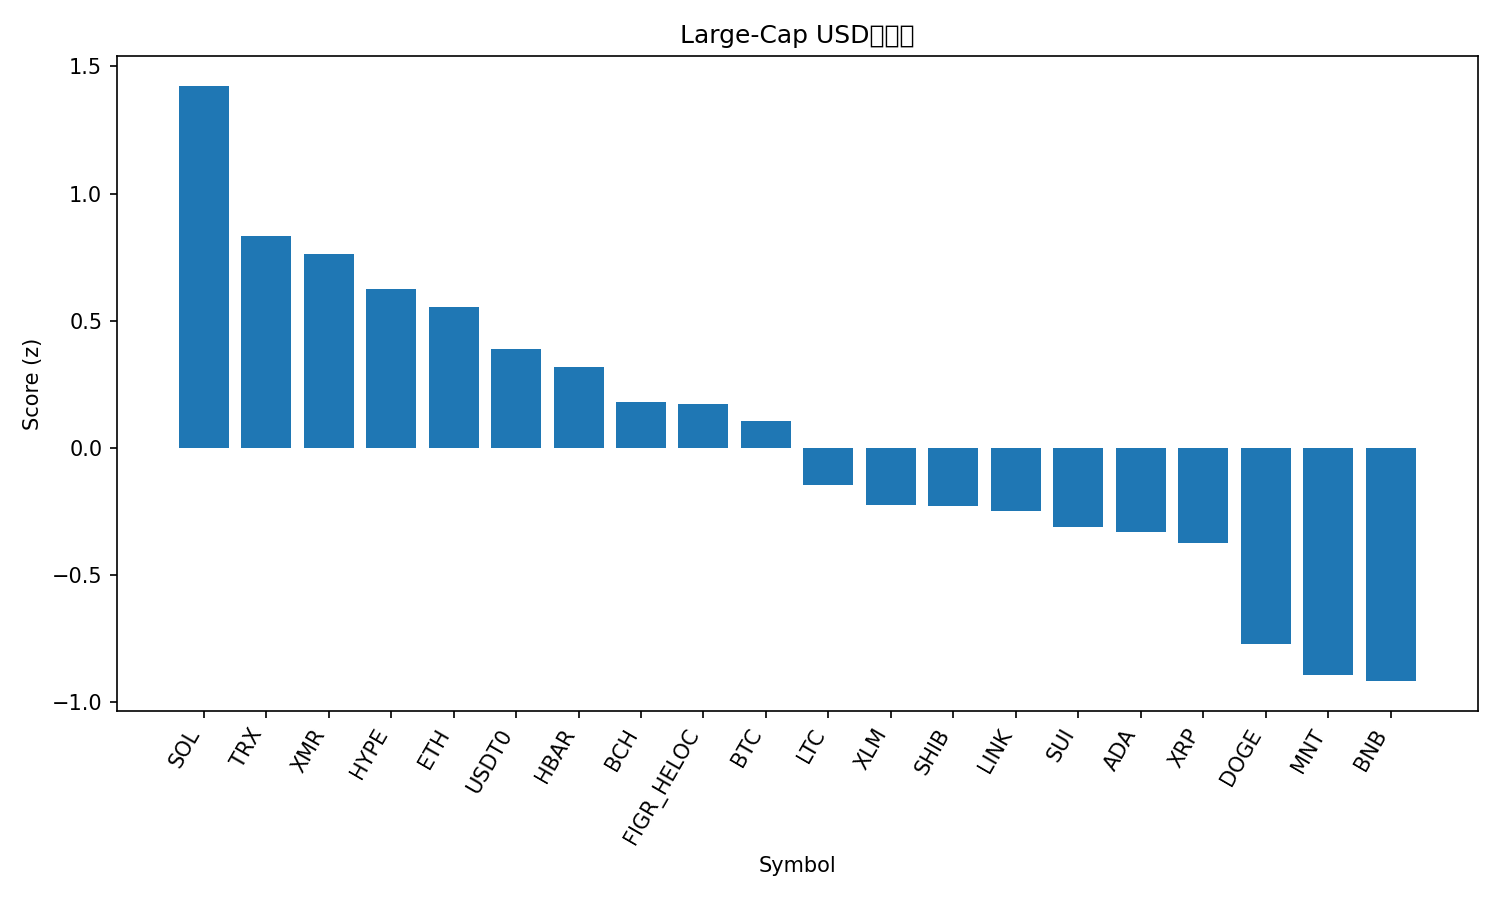 Large-Cap USD
1.5
1.0
0.5
0.0
−0.5
−1.0
Score (z)
SOL
TRX
XMR
HYPE
ETH
USDT0
HBAR
BCH
FIGR_HELOC
BTC
LTC
XLM
SHIB
LINK
SUI
ADA
XRP
DOGE
MNT
BNB
Symbol